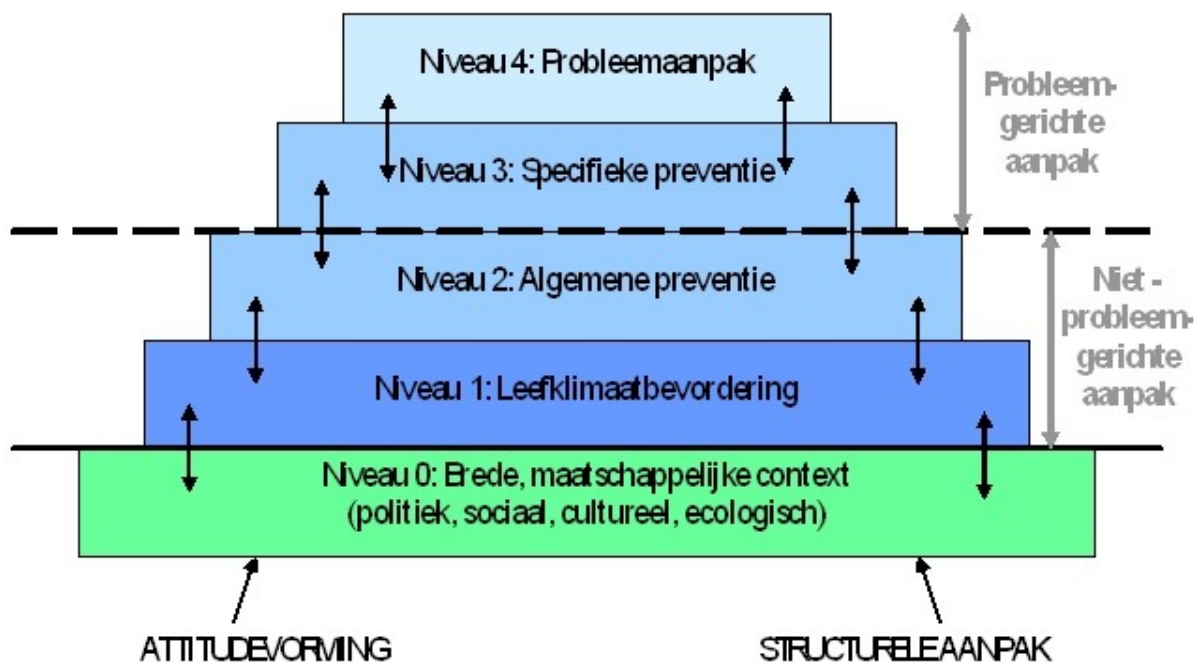 Niveau 4: Probleemaanpak
Niveau 3: Specifieke preventie
Niveau 2: Algemene preventie
Niveau 1: Leefklimaatbevordering
Niveau 0: Brede, maatschappelijke context
(politiek, sociaal, cultureel, ecologisch)
Probleem-
gerichte
aanpak
Niet -
probleem-
gerichte
aanpak
ATTITUDEVORMING
STRUCTURELE AANPAK